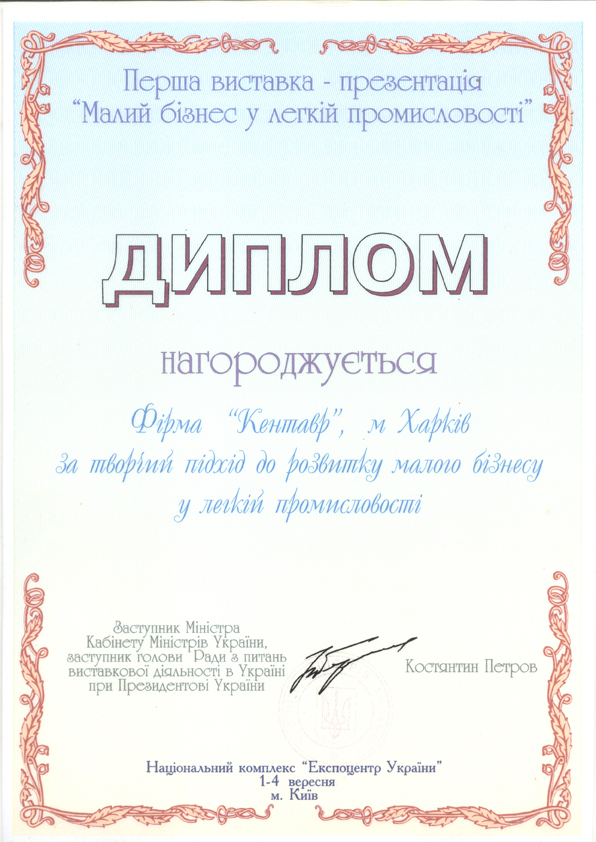 Перша виставка - презентація
“Малий бізнес у легкій промисловості”
ДИПЛОМ
нагороджується
Фірма “Кентавр”, м Харків
за творчий підхід до розвитку малого бізнесу
у легкій промисловості
Заступник Міністра
Кабінету Міністрів України,
заступник голови Ради з питань
виставкової діяльності в Україні
при Президентові України
Костянтин Петров
Національний комплекс “Експоцентр України”
1-4 вересня
м. Київ